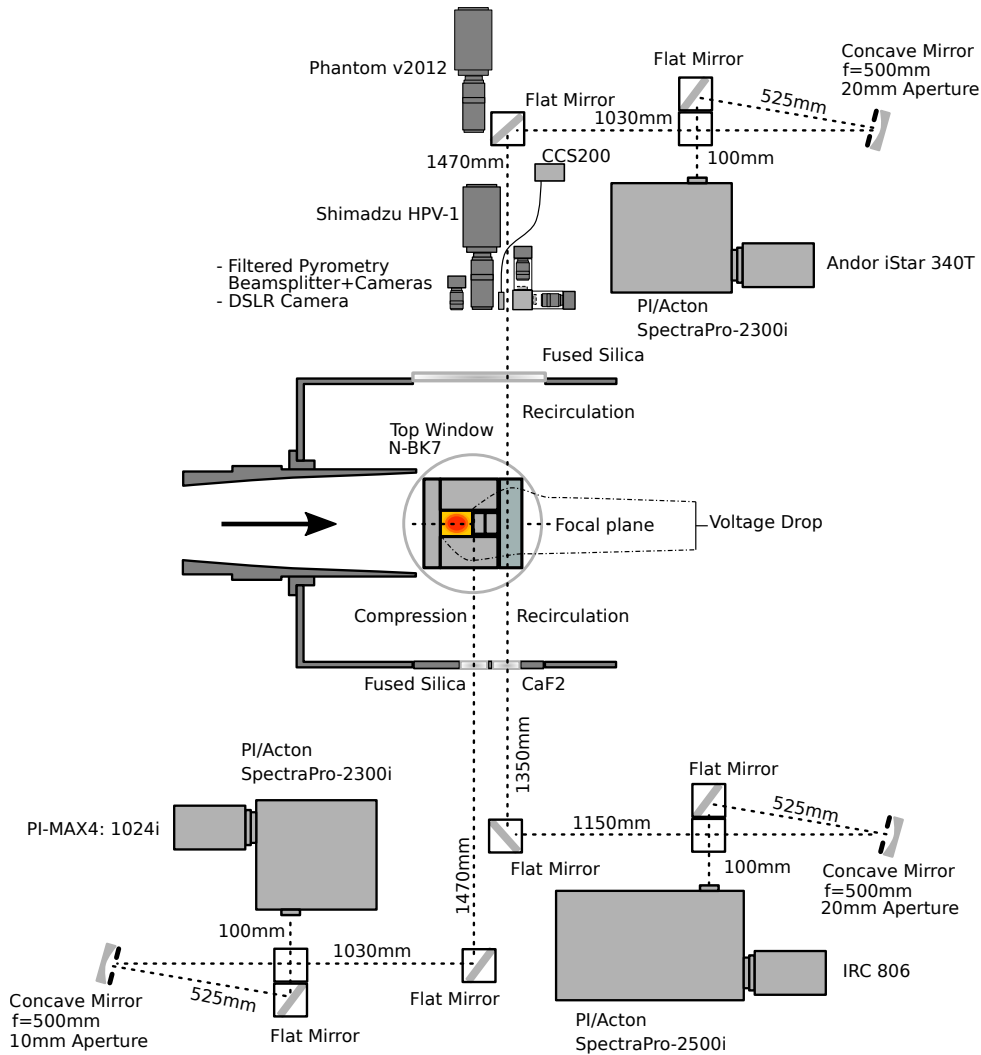 Phantom v2012
Flat Mirror
1030mm
1470mm
Flat Mirror
525mm
Concave Mirror
f=500mm
20mm Aperture
100mm
CCS200
Shimadzu HPV-1
- Filtered Pyrometry
Beamsplitter+Cameras
- DSLR Camera
Andor iStar 340T
PI/Acton
SpectraPro-2300i
Fused Silica
Recirculation
Top Window
N-BK7
Focal plane
Voltage Drop
Compression
Recirculation
Fused Silica
CaF2
PI/Acton
SpectraPro-2300i
PI-MAX4: 1024i
100mm
1030mm
1470mm
525mm
Concave Mirror
f=500mm
10mm Aperture
Flat Mirror
Flat Mirror
1350mm
Flat Mirror
1150mm
Flat Mirror
525mm
100mm
Concave Mirror
f=500mm
20mm Aperture
IRC 806
PI/Acton
SpectraPro-2500i